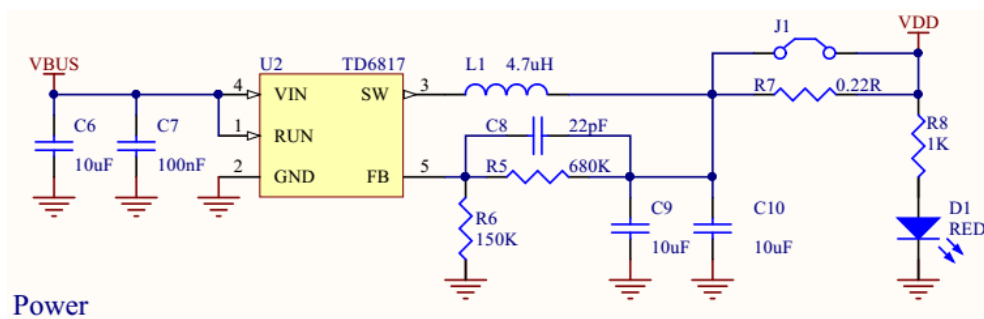 J1
VDD
VBUS
U2 TD6817 L1 4.7uH
4 VIN SW 3
R7 0.22R
C6 C7
1 RUN
C8 22pF
R8
1K
10uF 100nF
2 GND FB 5
R5 680K
R6
150K
C9 C10
10uF 10uF
D1
RED
Power